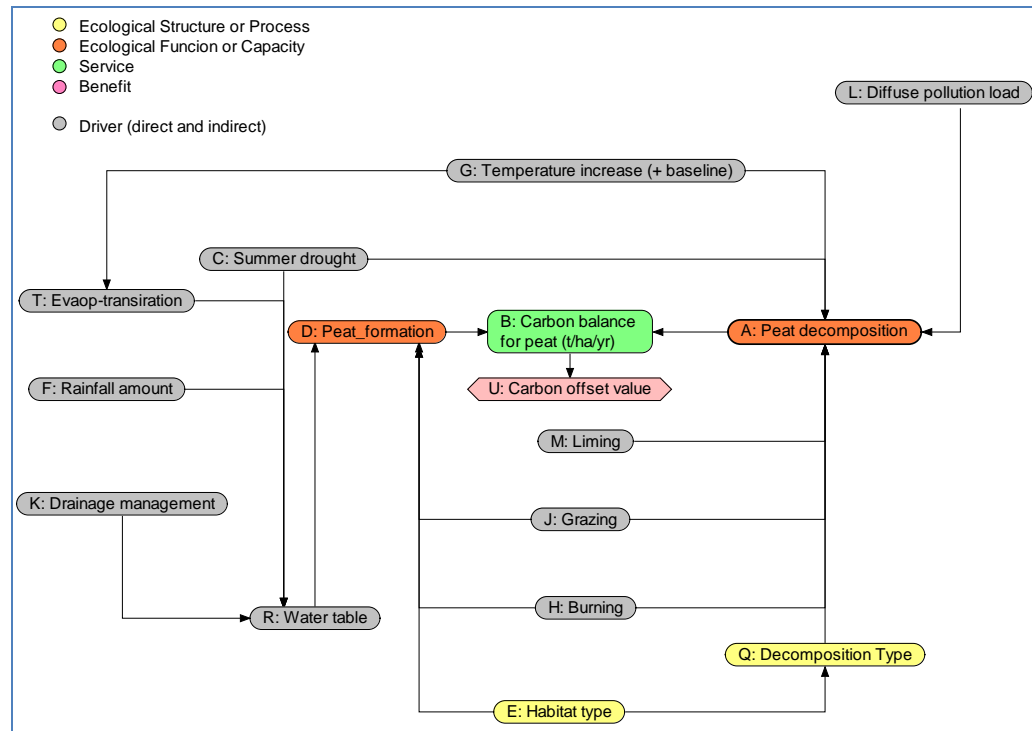 Ecological Structure or Process
Ecological Funcion or Capacity
Service
Benefit
Driver (direct and indirect)
L: Diffuse pollution load
G: Temperature increase (+ baseline)
C: Summer drought
T: Evaop-transiration
D: Peat_formation
B: Carbon balance
for peat (t/ha/yr)
A: Peat decomposition
F: Rainfall amount
U: Carbon offset value
M: Liming
K: Drainage management
J: Grazing
R: Water table
H: Burning
Q: Decomposition Type
E: Habitat type